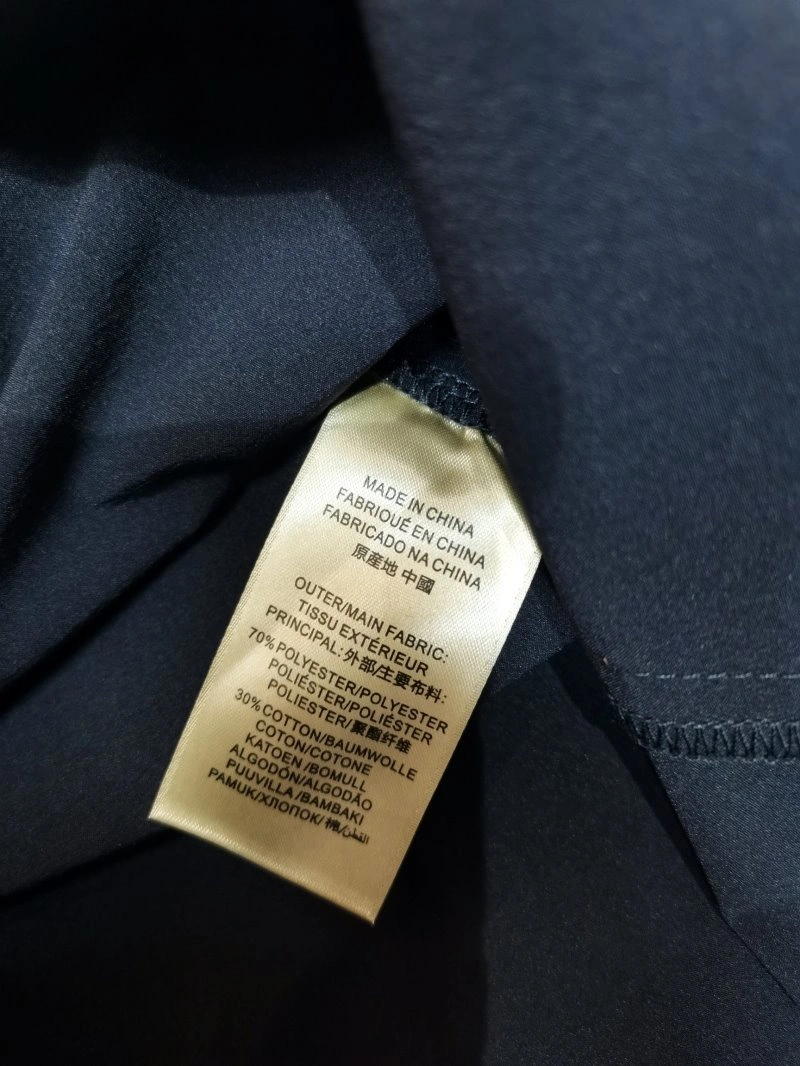 MADE IN CHINA
FABRIQUÉ EN CHINA
FABRICADO NA CHINA
原產地 中國
OUTER/MAIN FABRIC:
TISSU EXTÉRIEUR
PRINCIPAL:外部/主要布料:
70%POLYESTER/POLYESTER
POLIÉSTER/POLIÉSTER
POLIESTER/聚酯纤维
30%COTTON/BAUMWOLLE
COTON/COTONE
KATOEN/BOMULL
ALGODÓN/ALGODÃO
PUUVILLA/BAMBAKI
PAMUK/ХЛОПОК/棉/القطن